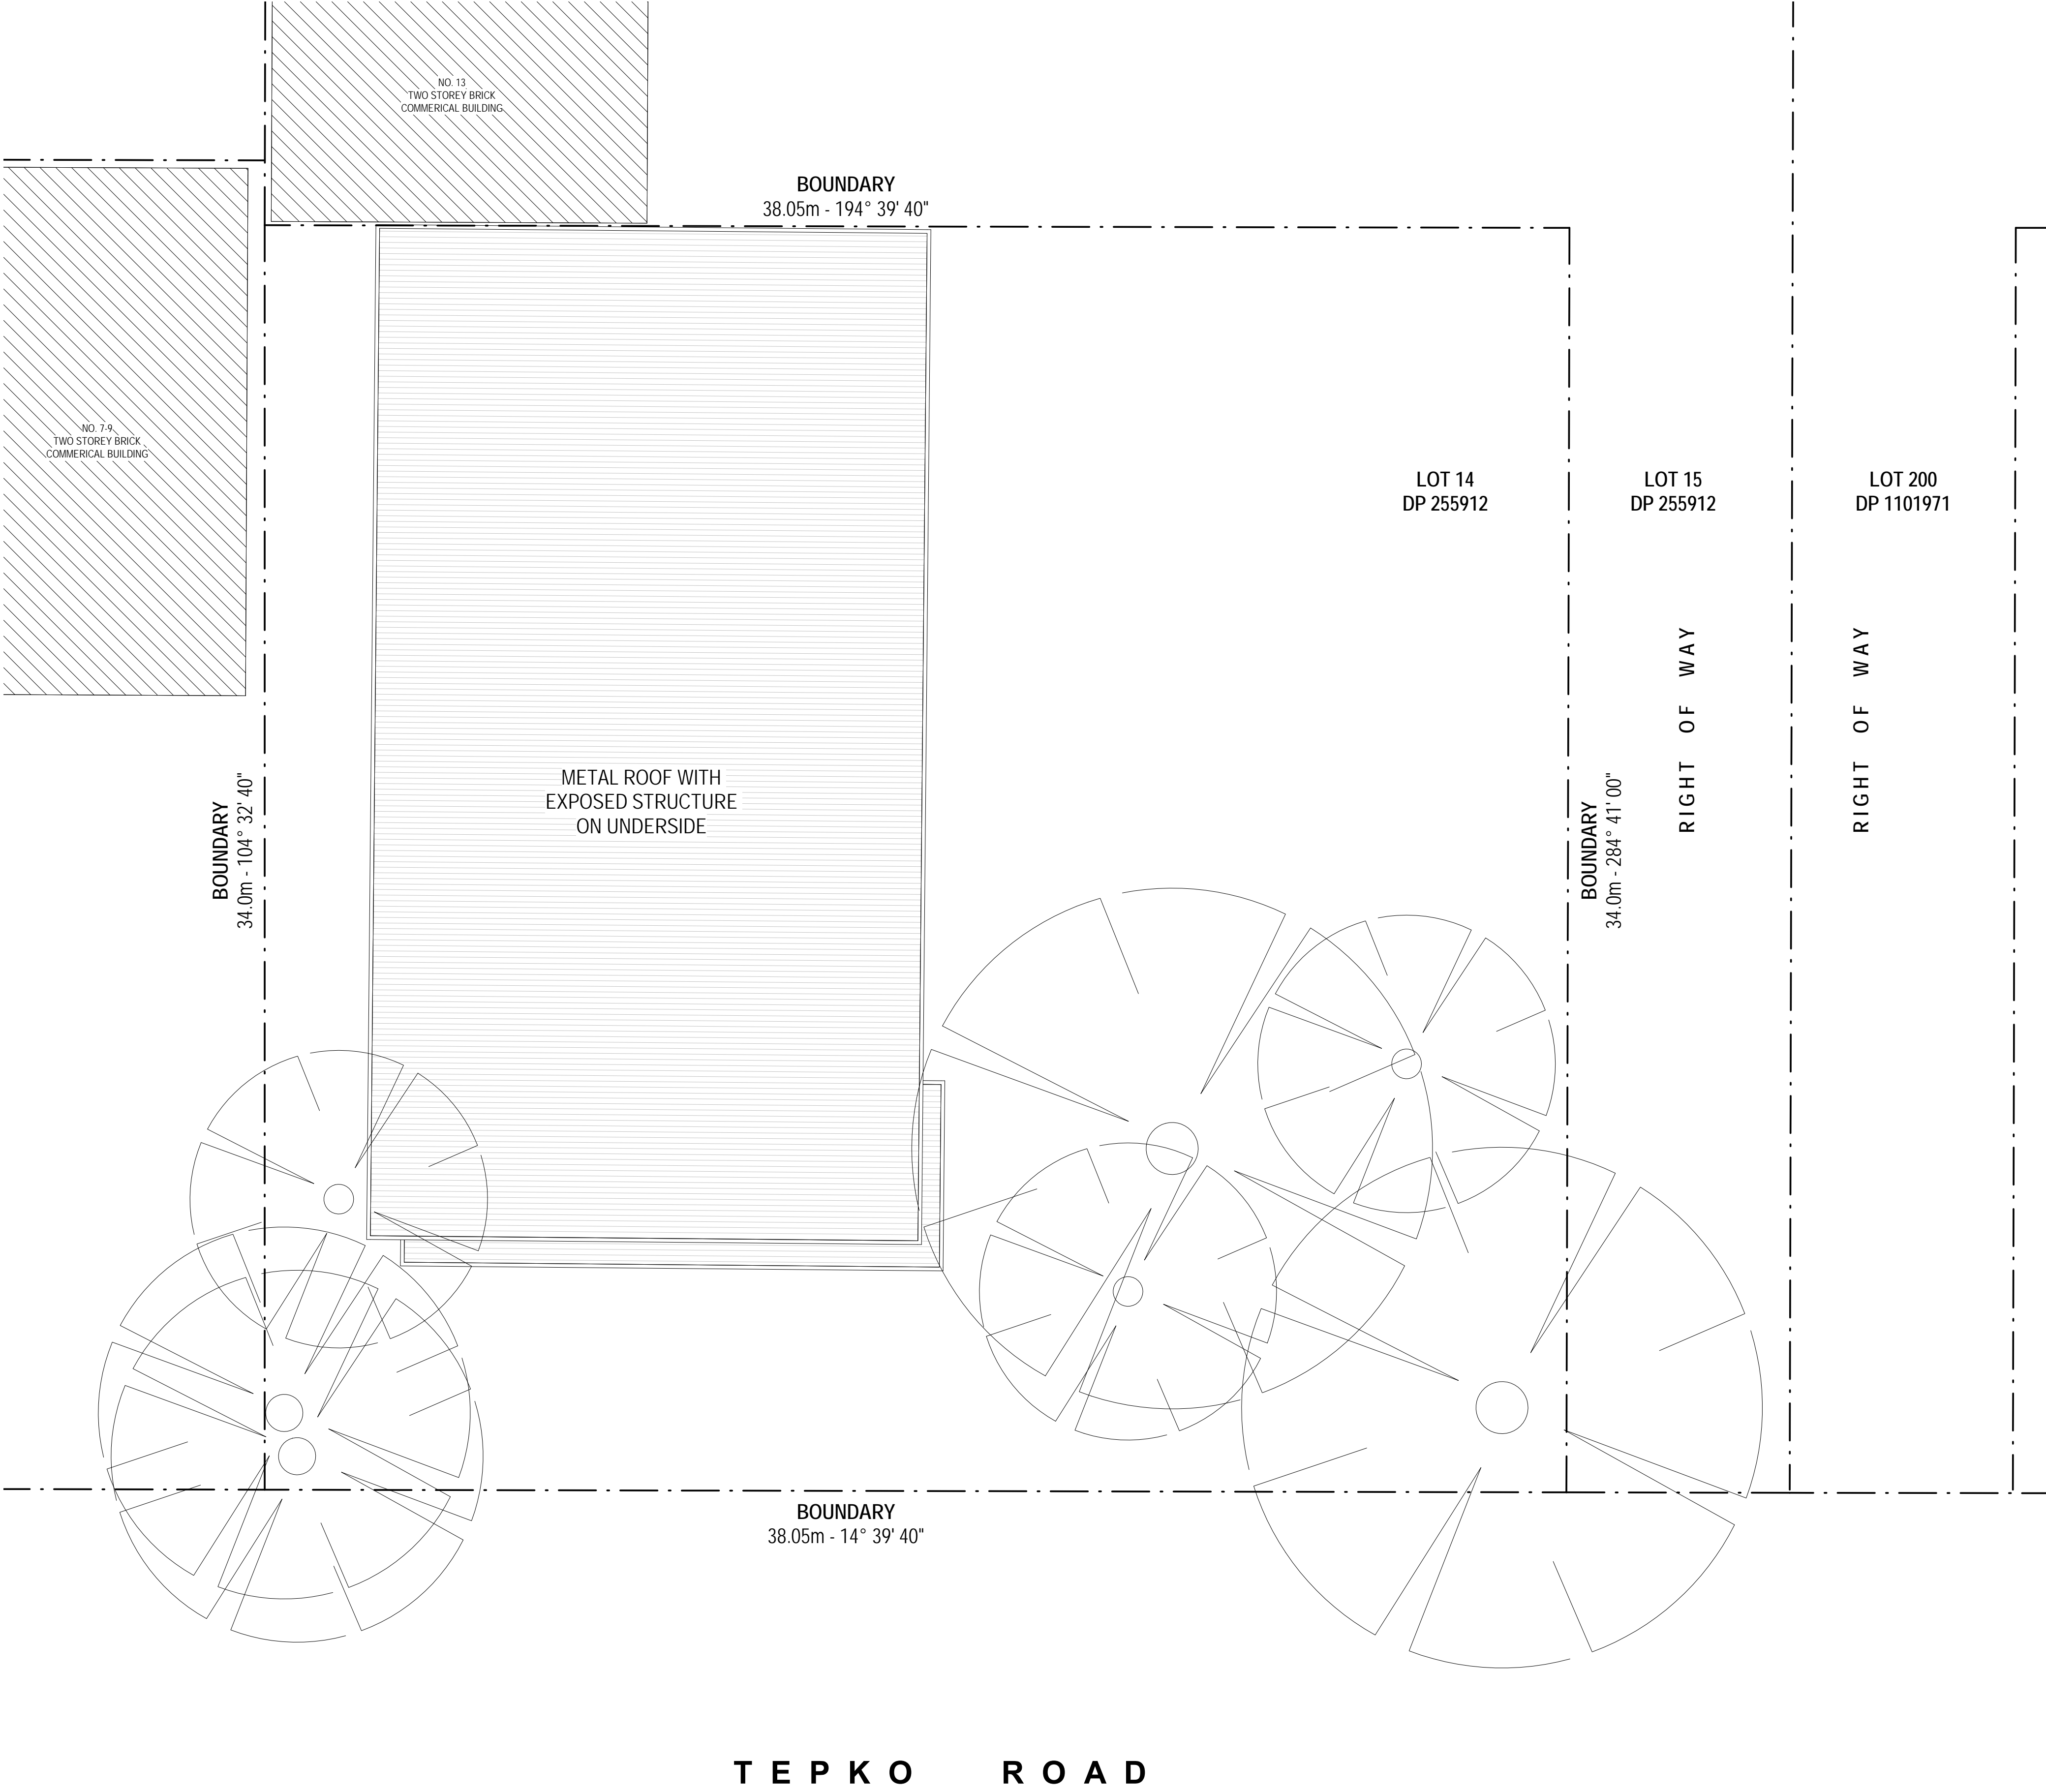 NO. 13
TWO STOREY BRICK
COMMERICAL BUILDING
BOUNDARY
38.05m - 194° 39' 40"
NO. 7-9
TWO STOREY BRICK
COMMERICAL BUILDING
LOT 14
DP 255912
LOT 15
DP 255912
LOT 200
DP 1101971
METAL ROOF WITH
EXPOSED STRUCTURE
ON UNDERSIDE
BOUNDARY
34.0m - 104° 32' 40"
BOUNDARY
34.0m - 284° 41' 00"
RIGHT OF WAY
RIGHT OF WAY
BOUNDARY
38.05m - 14° 39' 40"
TEPKO ROAD